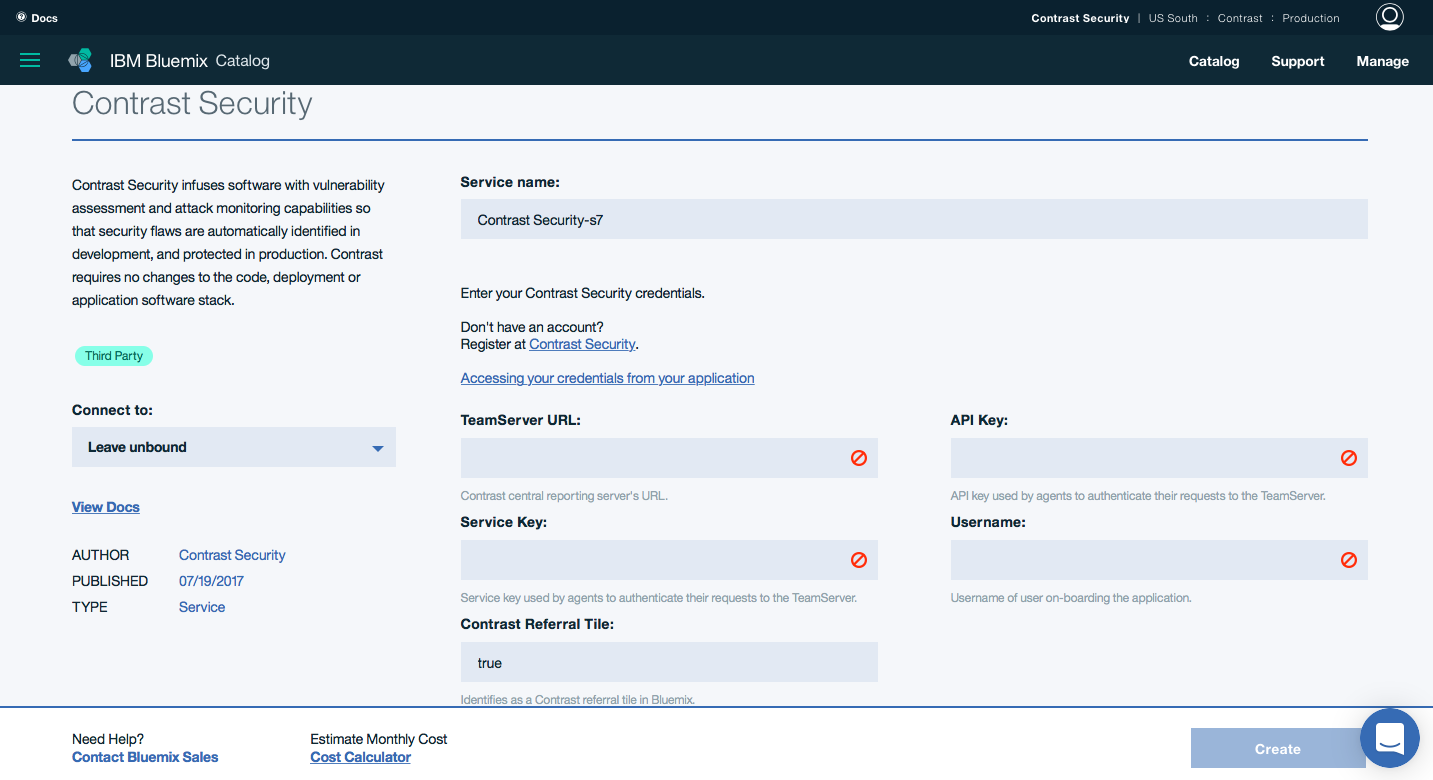 Docs
Contrast Security | US South : Contrast : Production
IBM Bluemix Catalog
Catalog Support Manage
Contrast Security
Contrast Security infuses software with vulnerability
assessment and attack monitoring capabilities so
that security flaws are automatically identified in
development, and protected in production. Contrast
requires no changes to the code, deployment or
application software stack.
Third Party
Connect to:
Leave unbound
View Docs
AUTHOR Contrast Security
PUBLISHED 07/19/2017
TYPE Service
Service name:
Contrast Security-s7
Enter your Contrast Security credentials.
Don't have an account?
Register at Contrast Security.
Accessing your credentials from your application
TeamServer URL:
Contrast central reporting server's URL.
API Key:
API key used by agents to authenticate their requests to the TeamServer.
Service Key:
Service key used by agents to authenticate their requests to the TeamServer.
Username:
Username of user on-boarding the application.
Contrast Referral Tile:
true
Identifies as a Contrast referral tile in Bluemix.
Need Help?
Contact Bluemix Sales
Estimate Monthly Cost
Cost Calculator
Create